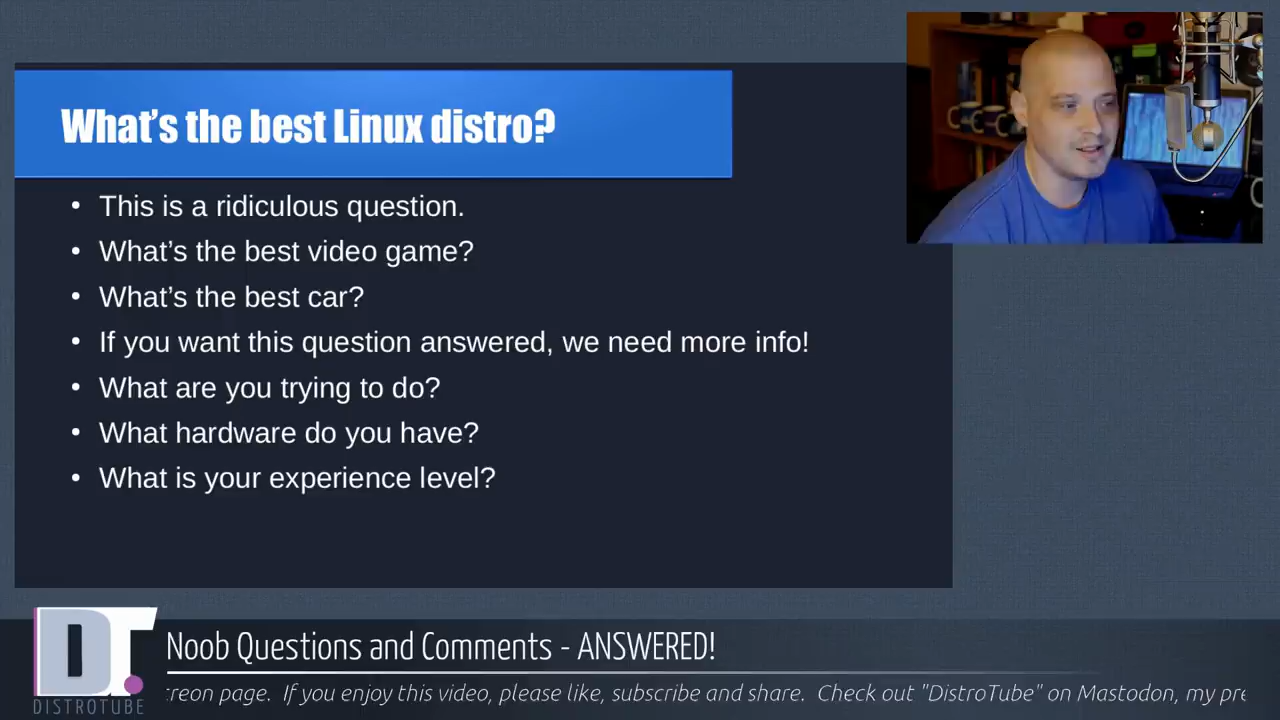 What's the best Linux distro?
• This is a ridiculous question.
• What's the best video game?
• What's the best car?
• If you want this question answered, we need more info!
• What are you trying to do?
• What hardware do you have?
• What is your experience level?
DT
DISTROTUBE
Noob Questions and Comments - ANSWERED!
page. If you enjoy this video, please like, subscribe and share. Check out "DistroTube" on Mastodon, my